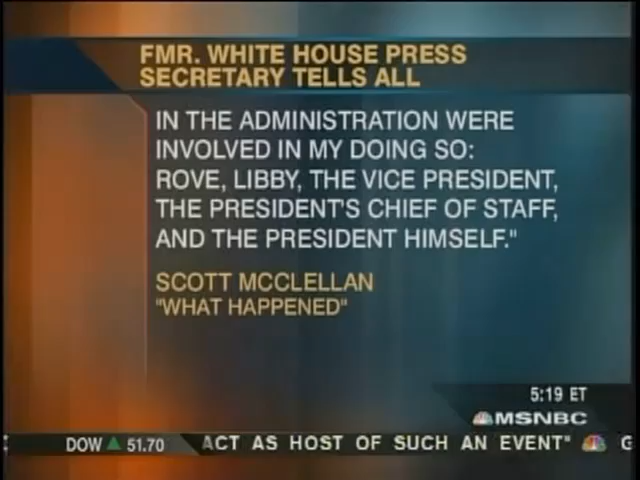 FMR. WHITE HOUSE PRESS
SECRETARY TELLS ALL
IN THE ADMINISTRATION WERE
INVOLVED IN MY DOING SO:
ROVE, LIBBY, THE VICE PRESIDENT,
THE PRESIDENT'S CHIEF OF STAFF,
AND THE PRESIDENT HIMSELF."
SCOTT MCCLELLAN
"WHAT HAPPENED"
5:19 ET
MSNBC
DOW ▲ 51.70 ACT AS HOST OF SUCH AN EVENT" G